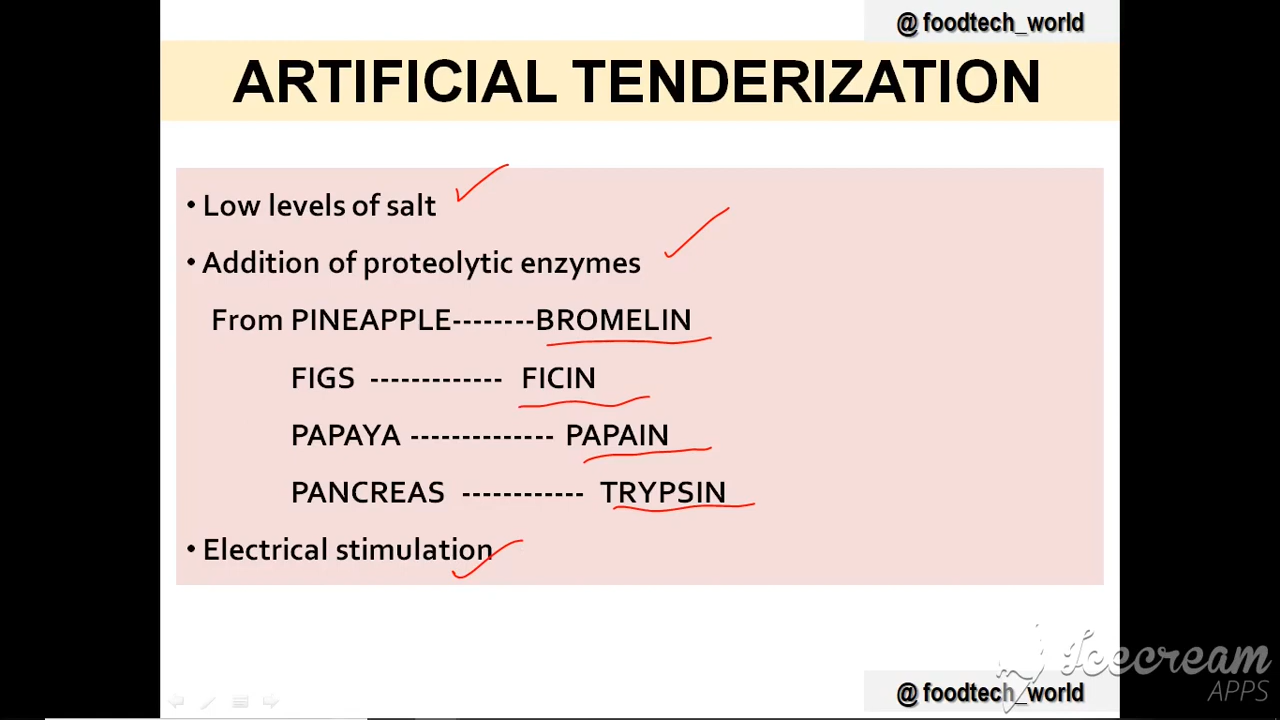 @ foodtech_world
ARTIFICIAL TENDERIZATION
• Low levels of salt
• Addition of proteolytic enzymes
From PINEAPPLE--------BROMELIN
FIGS ------------- FICIN
PAPAYA -------------- PAPAIN
PANCREAS ------------ TRYPSIN
• Electrical stimulation
Icecream
APPS
@ foodtech_world